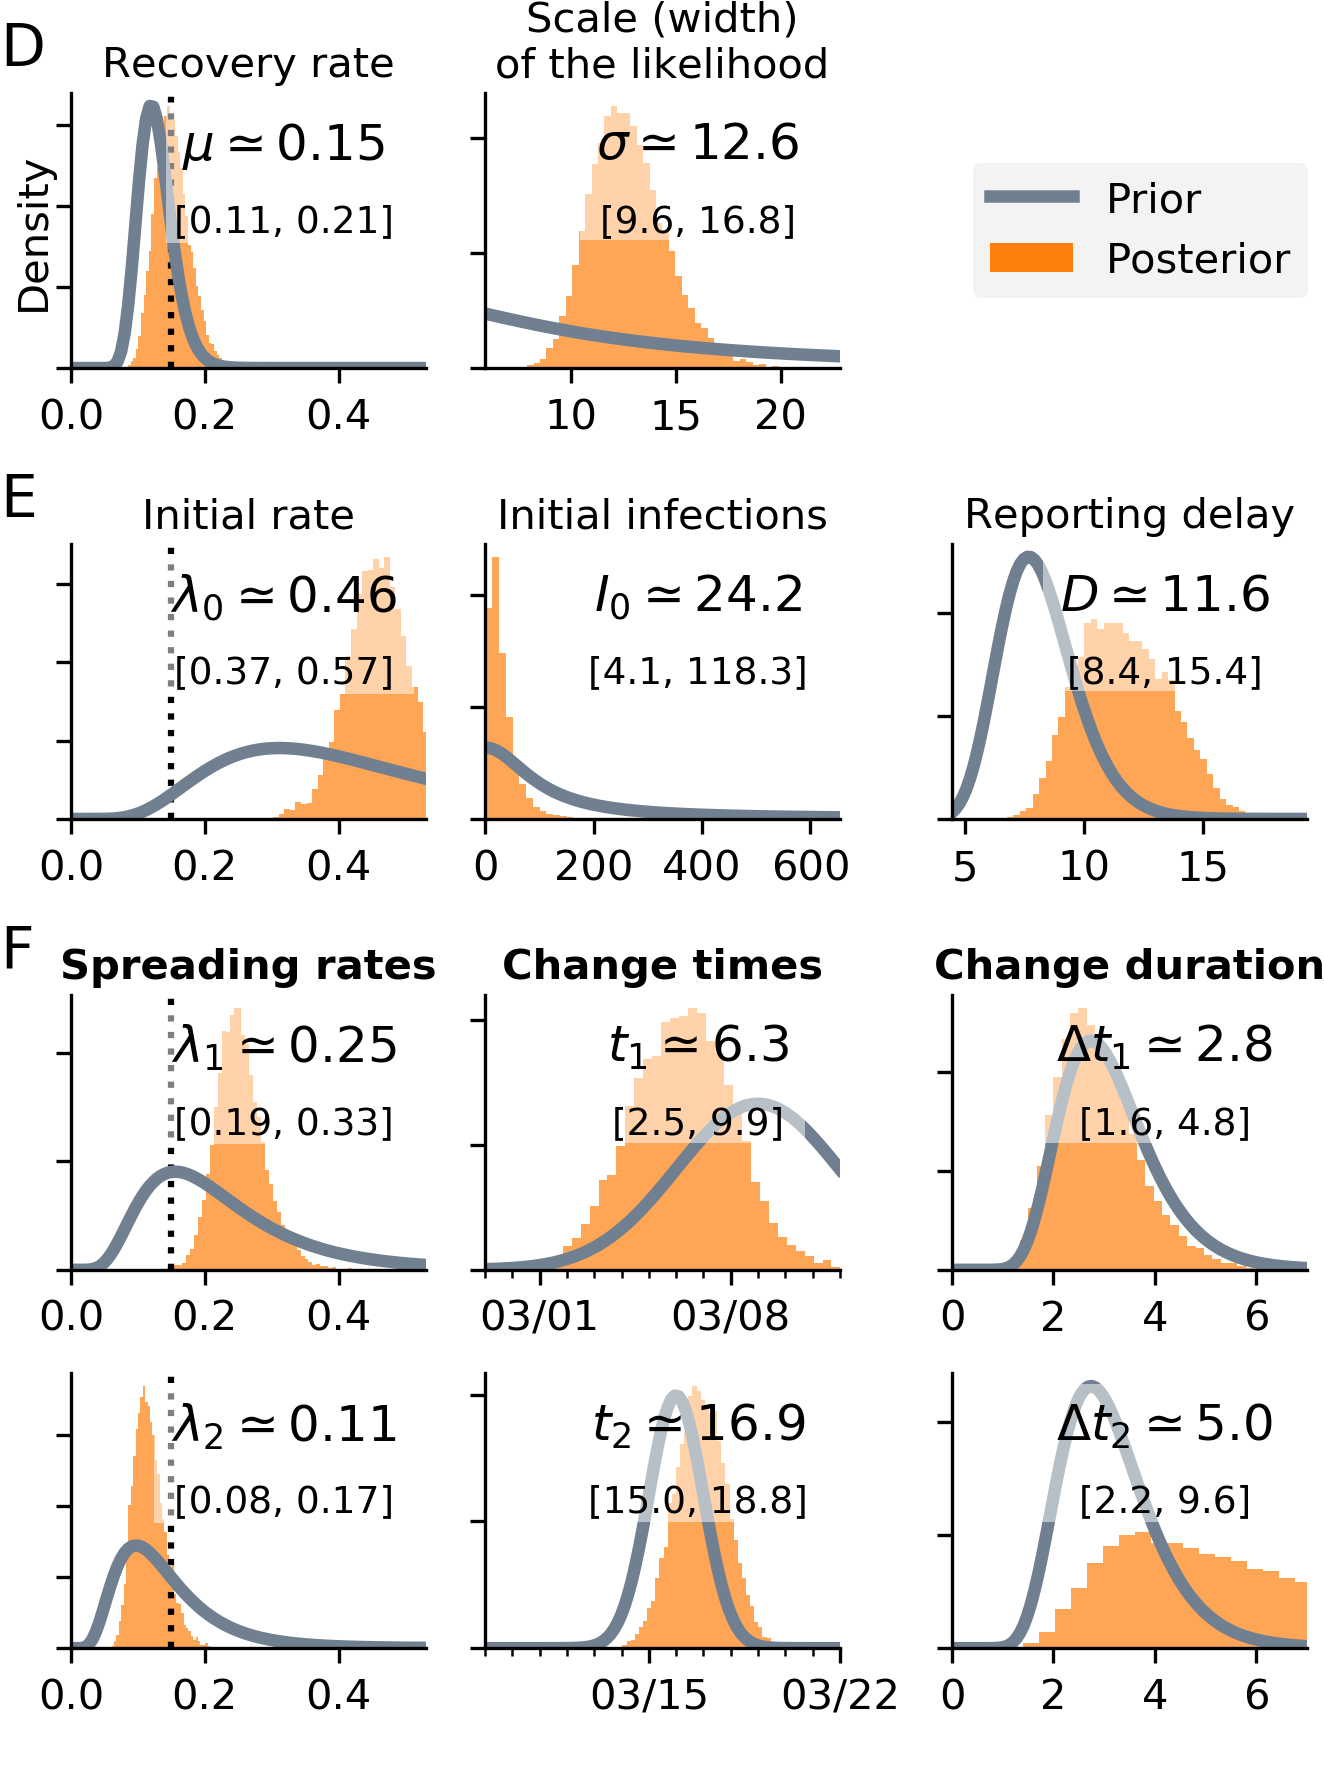 D
Recovery rate
Scale (width)
of the likelihood
Density
μ ≃ 0.15
[0.11, 0.21]
0.0 0.2 0.4
σ ≃ 12.6
[9.6, 16.8]
10 15 20
Prior
Posterior
E
Initial rate
λ0 ≃ 0.46
[0.37, 0.57]
0.0 0.2 0.4
Initial infections
I0 ≃ 24.2
[4.1, 118.3]
0 200 400 600
Reporting delay
D ≃ 11.6
[8.4, 15.4]
5 10 15
F
Spreading rates
λ1 ≃ 0.25
[0.19, 0.33]
0.0 0.2 0.4
Change times
t1 ≃ 6.3
[2.5, 9.9]
03/01 03/08
Change duration
Δt1 ≃ 2.8
[1.6, 4.8]
0 2 4 6
λ2 ≃ 0.11
[0.08, 0.17]
0.0 0.2 0.4
t2 ≃ 16.9
[15.0, 18.8]
03/15 03/22
Δt2 ≃ 5.0
[2.2, 9.6]
0 2 4 6